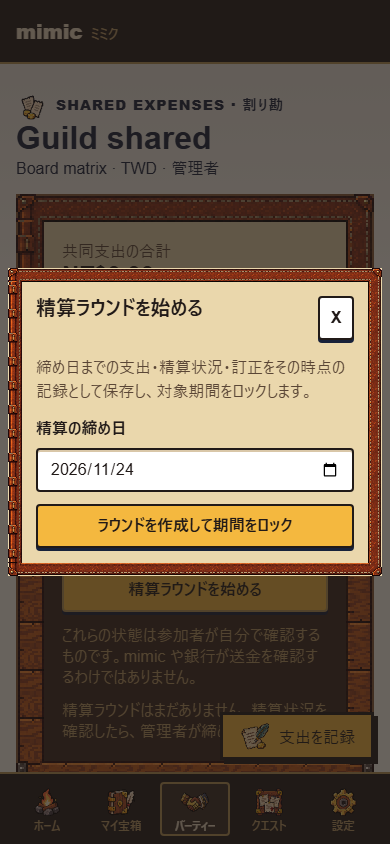 mimic ミミク
SHARED EXPENSES · 割り勘
Guild shared
Board matrix · TWD · 管理者
共同支出の合計
精算ラウンドを始める
X
締め日までの支出・精算状況・訂正をその時点の
記録として保存し、対象期間をロックします。
精算の締め日
2026/11/24
ラウンドを作成して期間をロック
精算ラウンドを始める
これらの状態は参加者が自分で確認する
ものです。mimic や銀行が送金を確認す
るわけではありません。
精算ラウンドはまだありません。精算状況を
確認したら、管理者が締
支出を記録
ホーム
マイ宝箱
パーティー
クエスト
設定